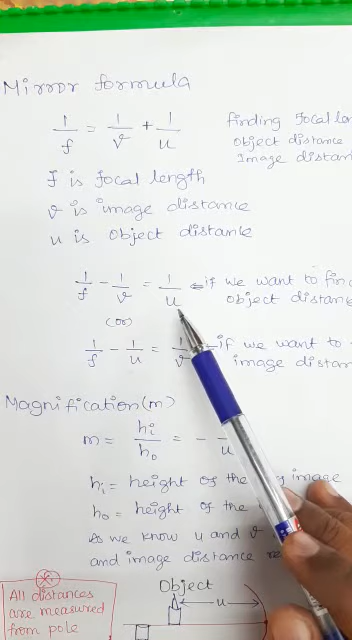 Mirror formula
1/f = 1/v + 1/u
finding focal
object distance
Image
f is focal length
v is image distance
u is object distance
1/f - 1/v = 1/u ← if we want to
object distance
(or)
1/f - 1/u = 1/v ← if we want to
image
Magnification (m)
m = hi/ho = - /u
hi = height of the image
ho = height of the
As we know u and v
and image distance
All distances
are measured
from pole
Object
u